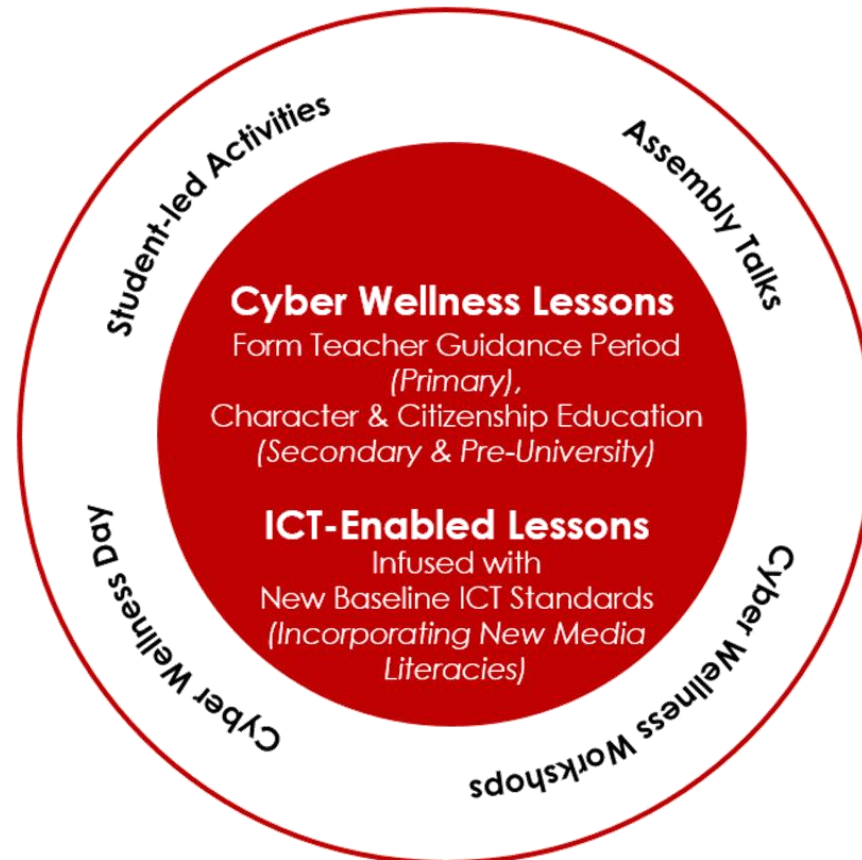 Student-led Activities
Assembly Talks
Cyber Wellness Lessons
Form Teacher Guidance Period
(Primary),
Character & Citizenship Education
(Secondary & Pre-University)
ICT-Enabled Lessons
Infused with
New Baseline ICT Standards
(Incorporating New Media
Literacies)
Cyber Wellness Day
Cyber Wellness Workshops